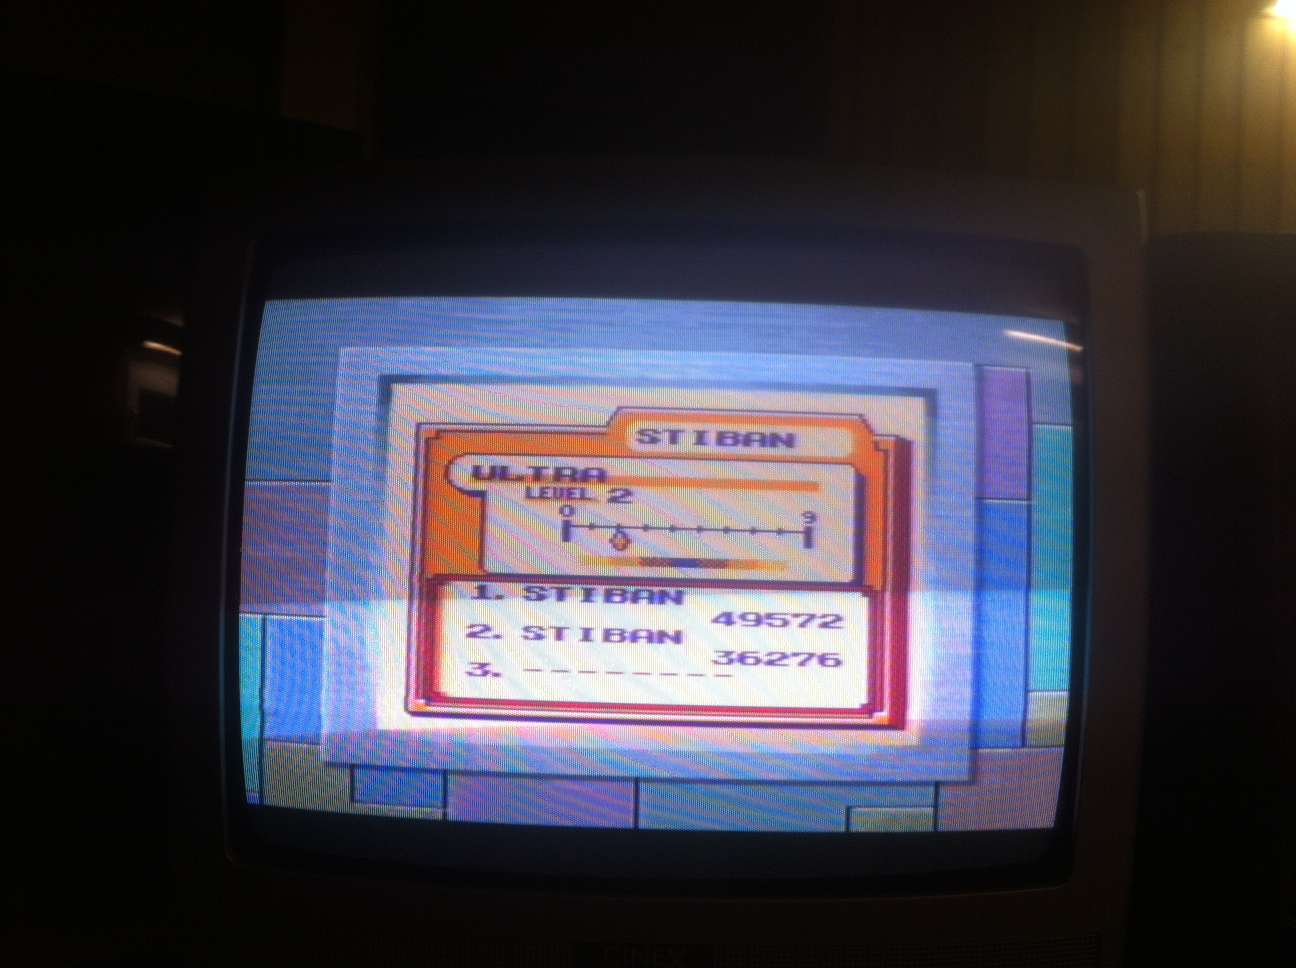 STIBAN
ULTRA
LEVEL 2
0 9
1. STIBAN
49572
2. STIBAN
36276
3. --------